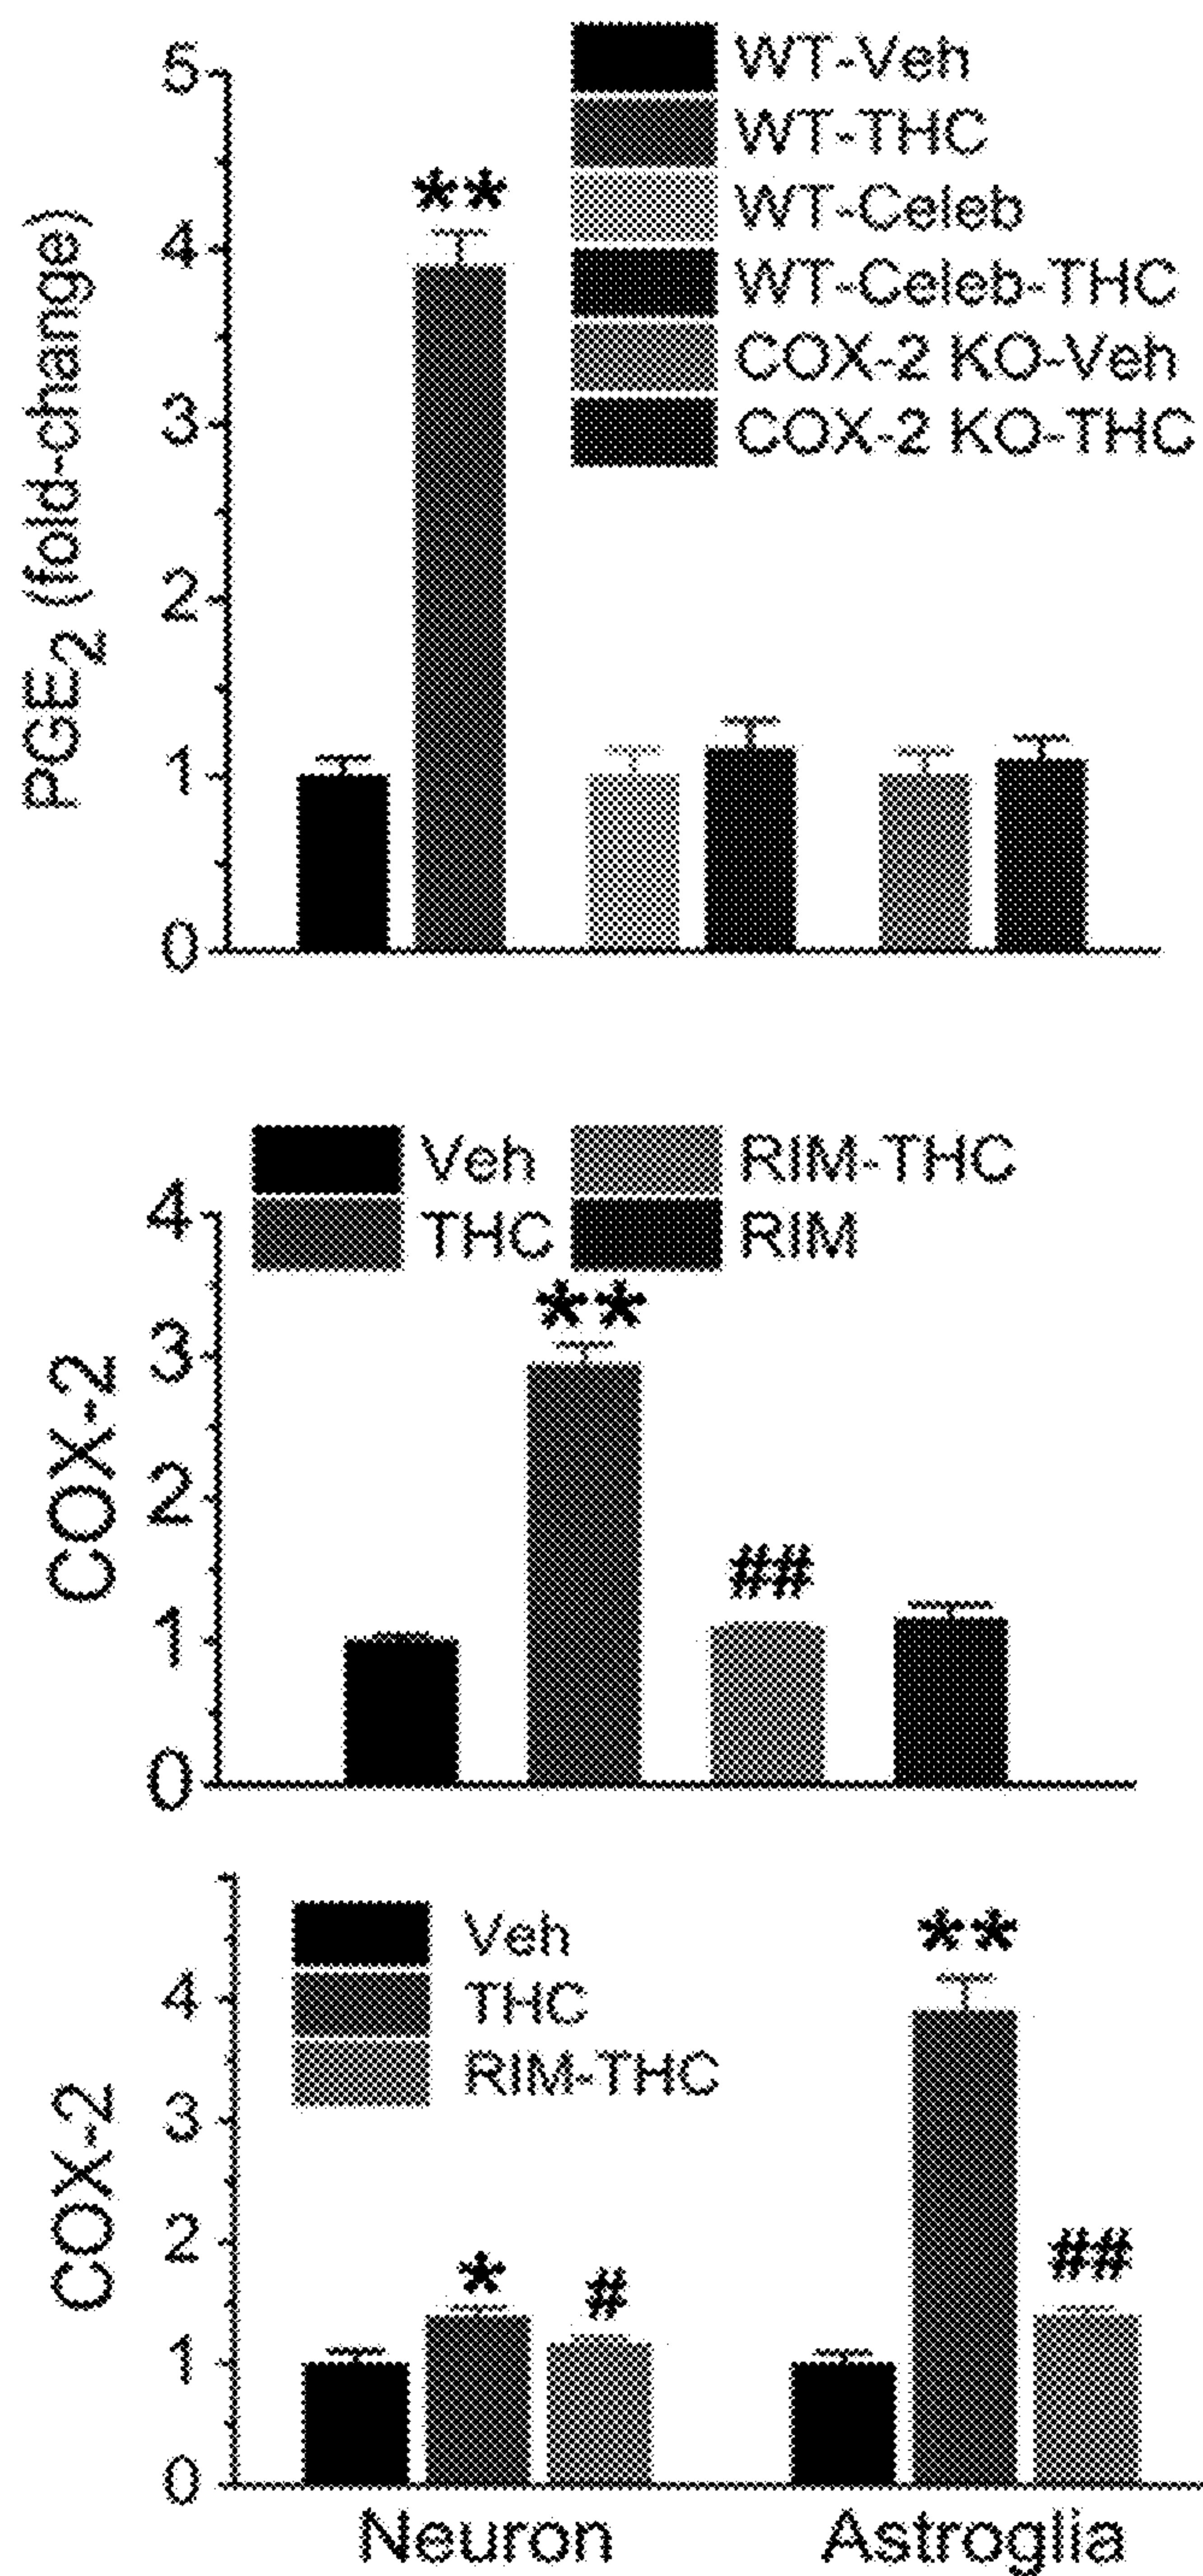 5
4
3
2
1
0
PGE₂ (fold-change)
**
WT-Veh
WT-THC
WT-Celeb
WT-Celeb-THC
COX-2 KO-Veh
COX-2 KO-THC
Veh
THC
RIM-THC
RIM
4
3
2
1
0
COX-2
**
##
Veh
THC
RIM-THC
4
3
2
1
0
COX-2
*
#
**
##
Neuron
Astroglia